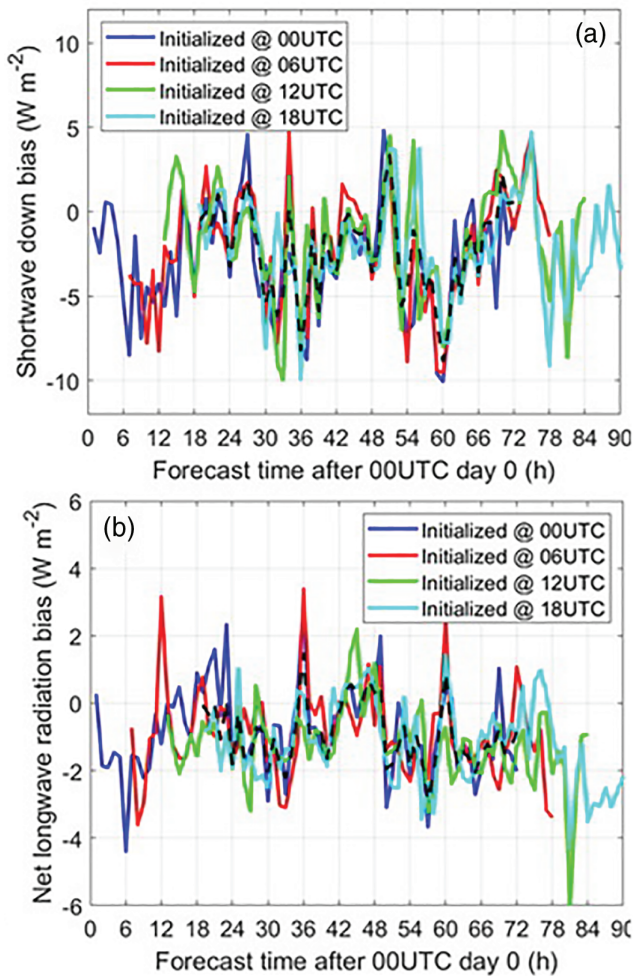 (a)
Initialized @ 00UTC
Initialized @ 06UTC
Initialized @ 12UTC
Initialized @ 18UTC
Shortwave down bias (W m-2)
10
5
0
-5
-10
0 6 12 18 24 30 36 42 48 54 60 66 72 78 84 90
Forecast time after 00UTC day 0 (h)
(b)
Initialized @ 00UTC
Initialized @ 06UTC
Initialized @ 12UTC
Initialized @ 18UTC
Net longwave radiation bias (W m-2)
6
4
2
0
-2
-4
-6
0 6 12 18 24 30 36 42 48 54 60 66 72 78 84 90
Forecast time after 00UTC day 0 (h)